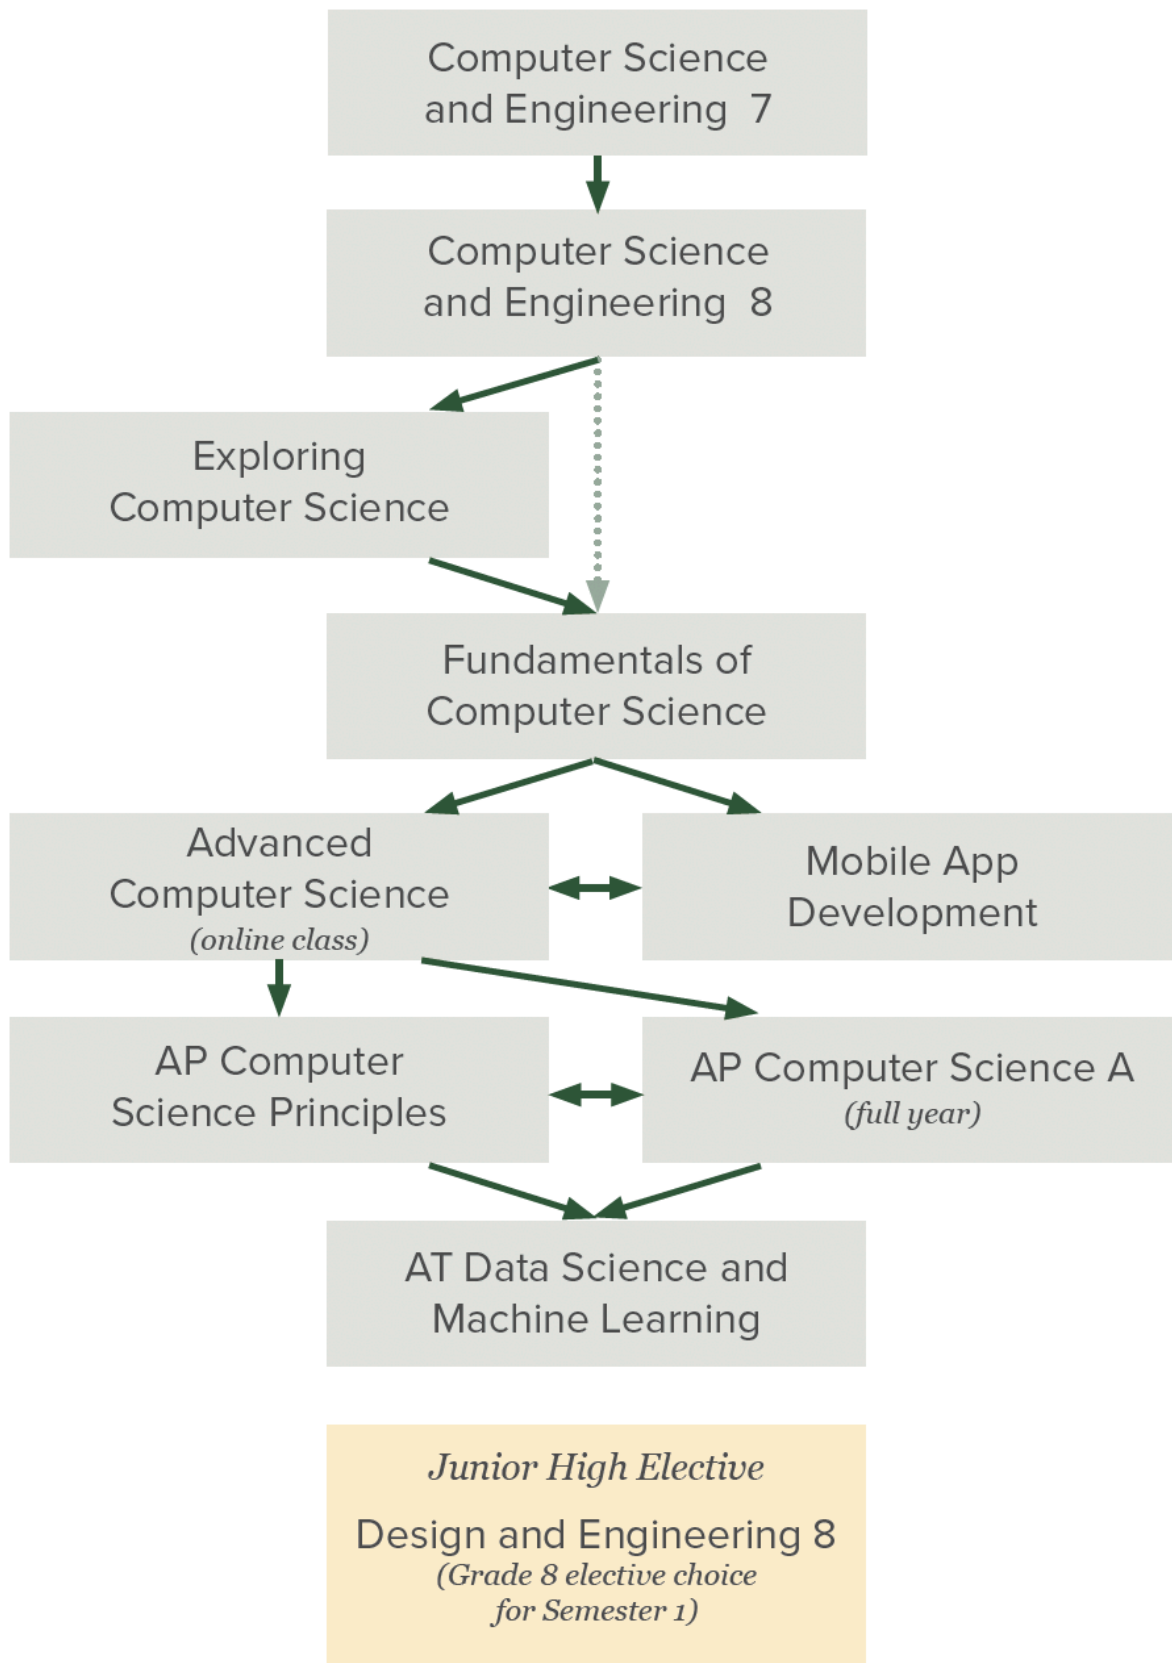 Computer Science
and Engineering 7
Computer Science
and Engineering 8
Exploring
Computer Science
Fundamentals of
Computer Science
Advanced
Computer Science
(online class)
Mobile App
Development
AP Computer
Science Principles
AP Computer Science A
(full year)
AT Data Science and
Machine Learning
Junior High Elective
Design and Engineering 8
(Grade 8 elective choice
for Semester 1)